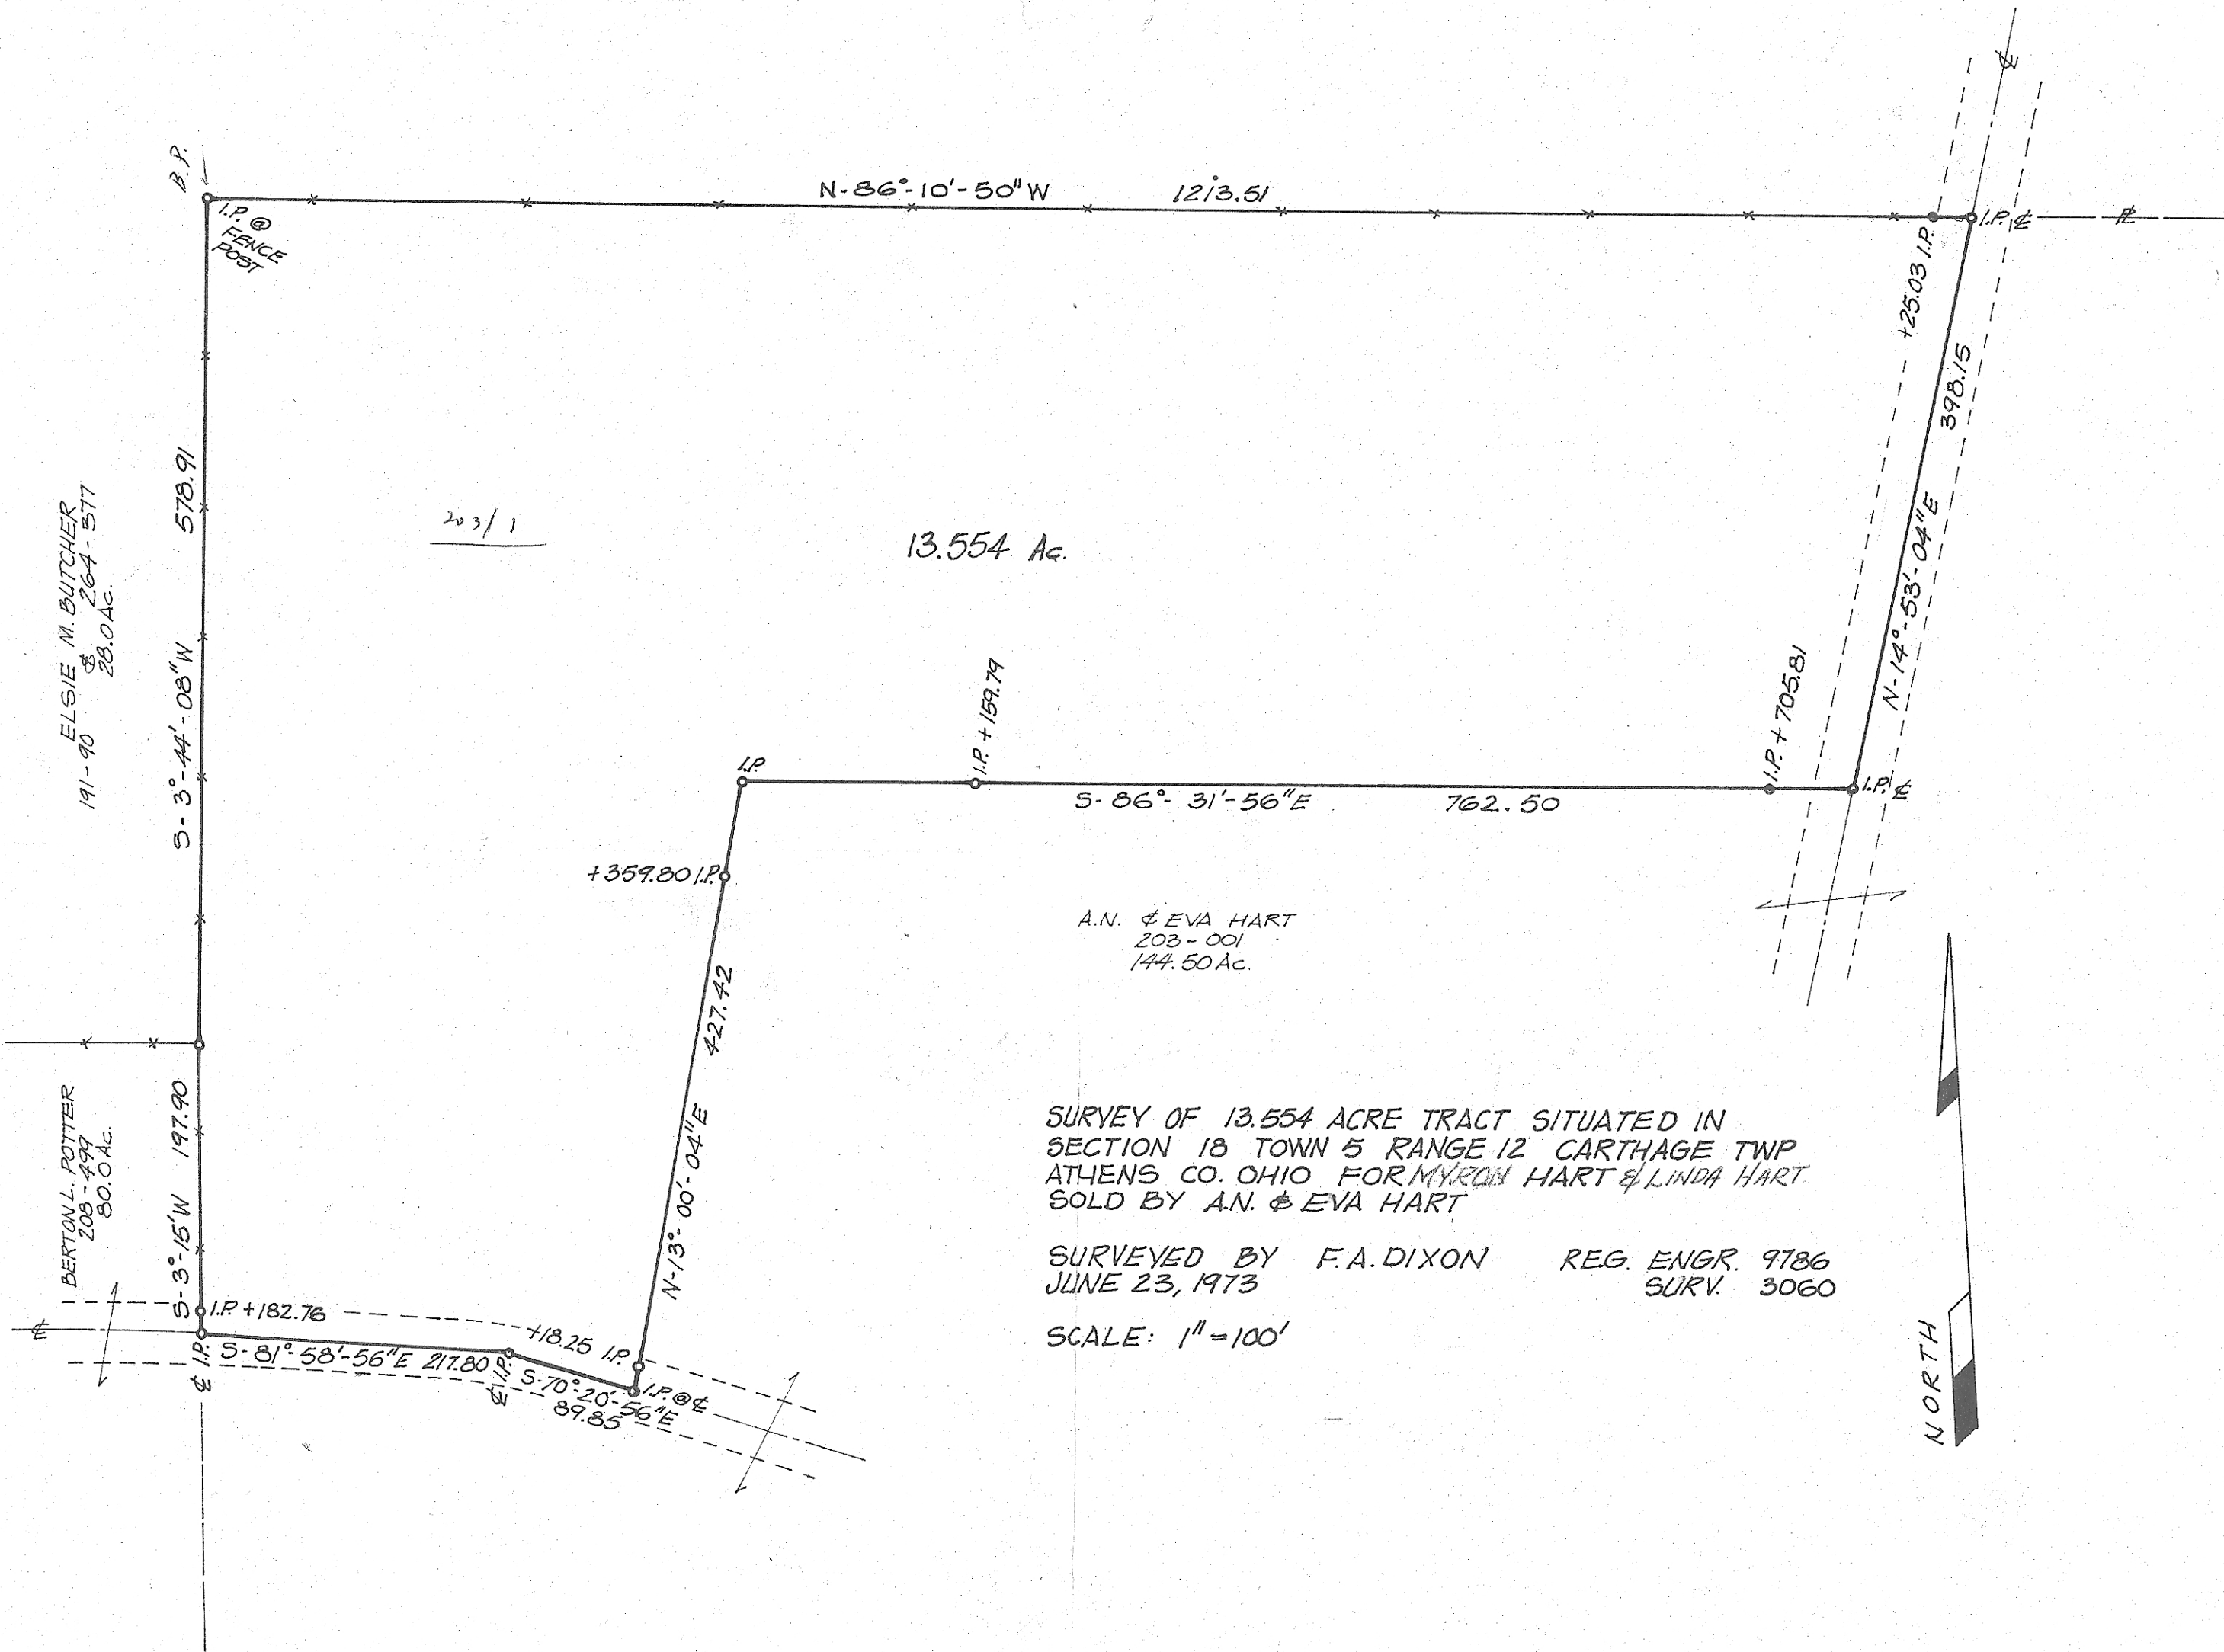 B.P.
I.P. @
FENCE
POST
N-86°-10'-50"W 1213.51
I.P. ℄
℄
+25.03 I.P.
398.15
N-14°-53'-04"E
ELSIE M. BUTCHER
191-90 & 264-377
28.0 Ac.
S-3°-44'-08"W 578.91
203/1
13.554 Ac.
I.P.
I.P. +159.79
S-86°-31'-56"E 762.50
I.P. +705.81
I.P. ℄
+359.80 I.P.
427.42
N-13°-00'-04"E
A.N. & EVA HART
203-001
144.50 Ac.
BERTON L. POTTER
208-499
80.0 Ac.
S-3°-15'W 197.90
I.P. +182.76
℄
℄ I.P.
S-81°-58'-56"E 217.80
℄ I.P.
+18.25 I.P.
S-70°-20'-56"E
89.85
I.P. @ ℄
SURVEY OF 13.554 ACRE TRACT SITUATED IN
SECTION 18 TOWN 5 RANGE 12 CARTHAGE TWP
ATHENS CO. OHIO FOR MYRON HART & LINDA HART
SOLD BY A.N. & EVA HART
SURVEYED BY F.A. DIXON REG. ENGR. 9786
JUNE 23, 1973 SURV. 3060
SCALE: 1"=100'
NORTH